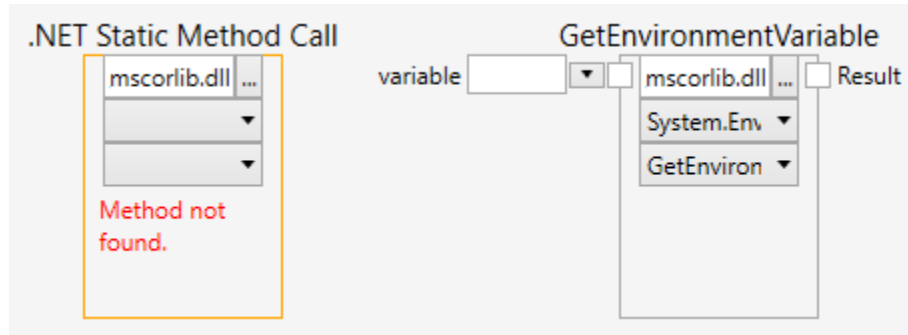 .NET Static Method Call
mscorlib.dll ...
Method not
found.
GetEnvironmentVariable
variable
mscorlib.dll ...
Result
System.Env
GetEnviron